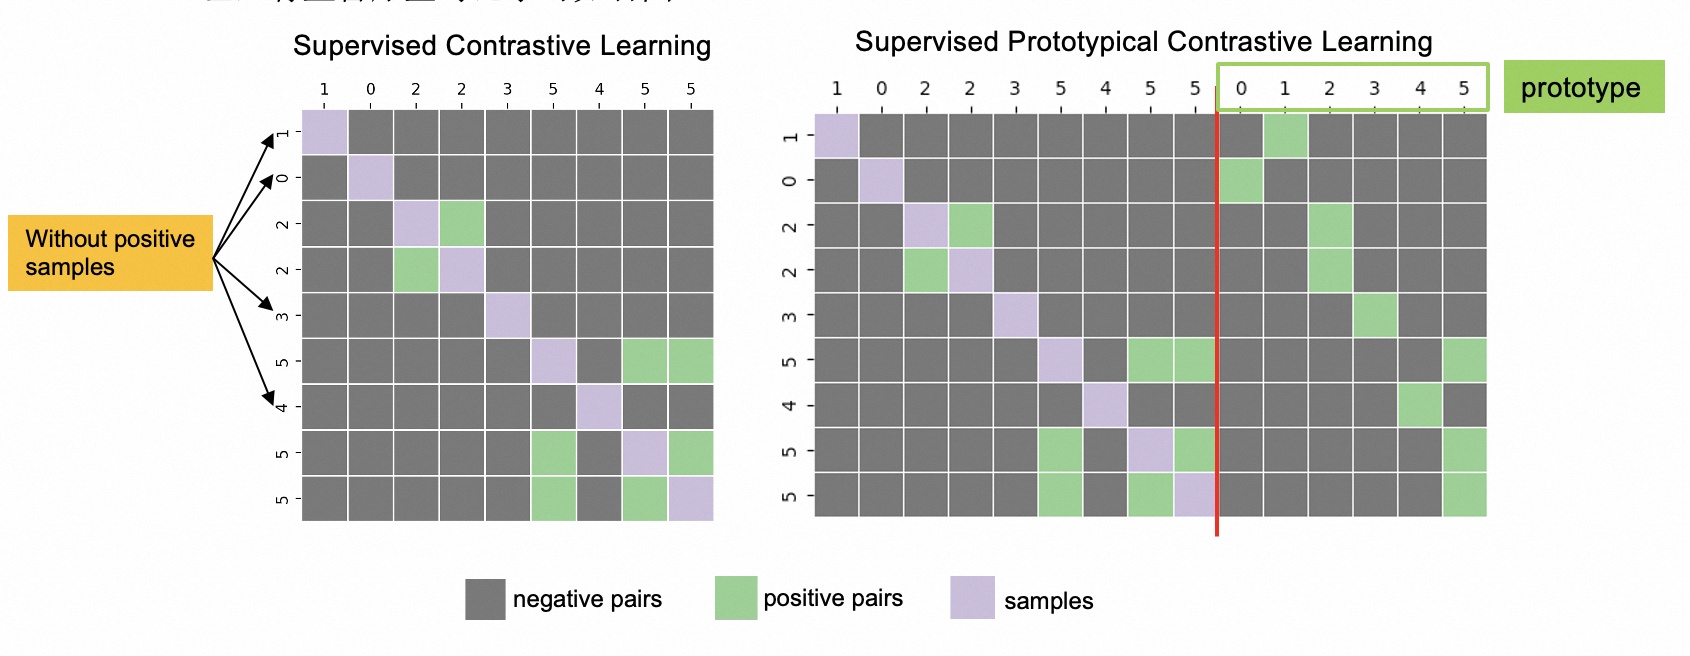 Supervised Contrastive Learning
Supervised Prototypical Contrastive Learning
1 0 2 2 3 5 4 5 5
1 0 2 2 3 5 4 5 5 0 1 2 3 4 5
prototype
1
0
2
2
3
5
4
5
5
1
0
2
2
3
5
4
5
5
Without positive
samples
negative pairs
positive pairs
samples